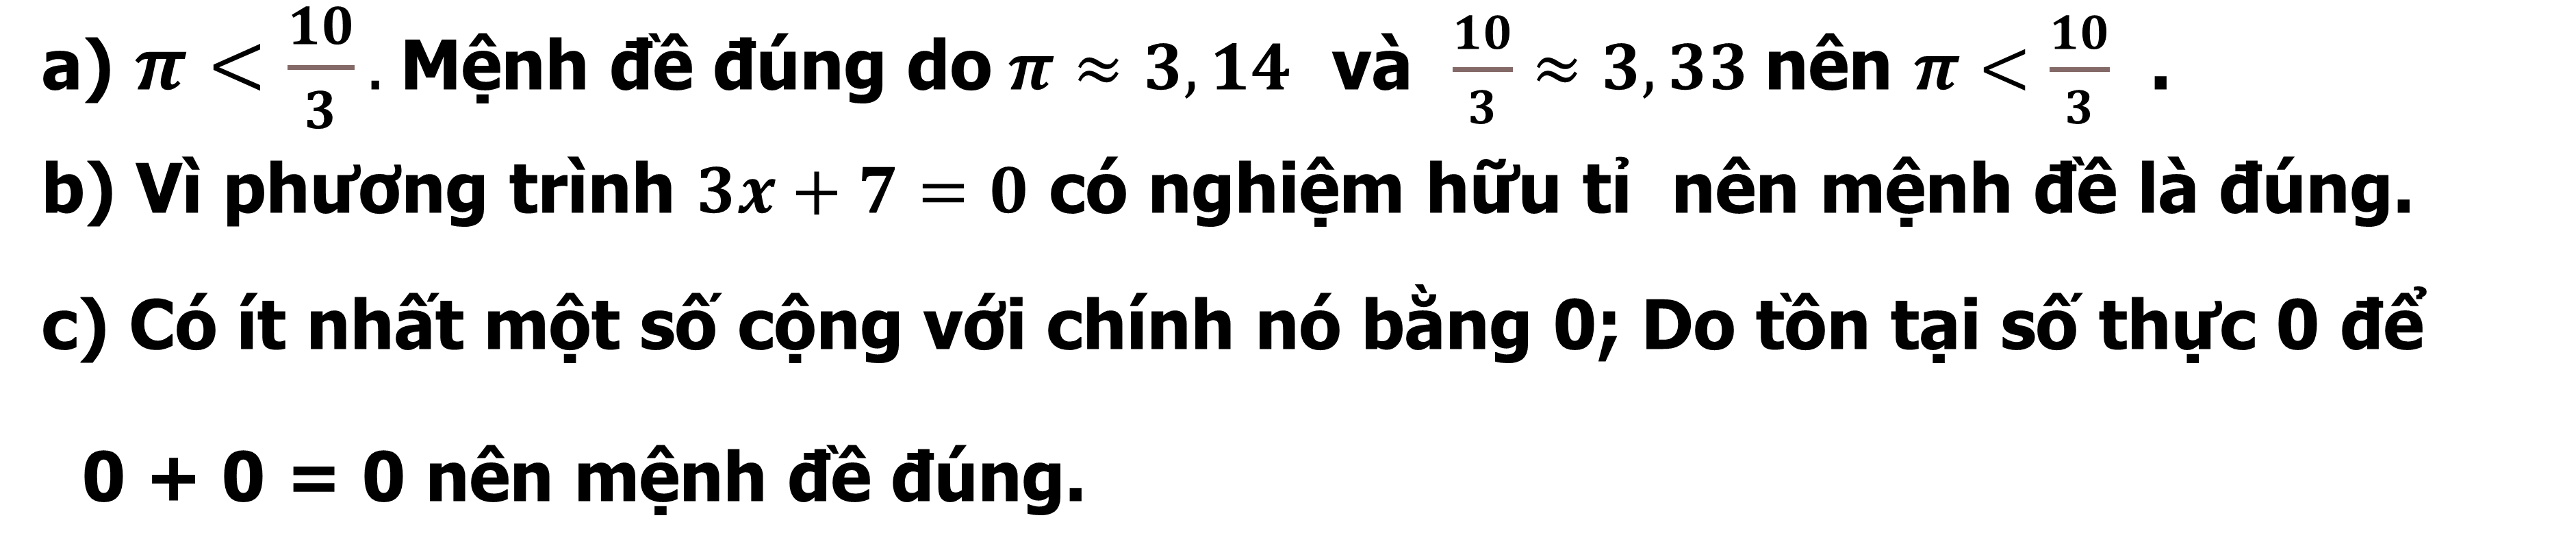 a) π < 10/3 . Mệnh đề đúng do π ≈ 3,14 và 10/3 ≈ 3,33 nên π < 10/3 .
b) Vì phương trình 3x + 7 = 0 có nghiệm hữu tỉ nên mệnh đề là đúng.
c) Có ít nhất một số cộng với chính nó bằng 0; Do tồn tại số thực 0 để
0 + 0 = 0 nên mệnh đề đúng.